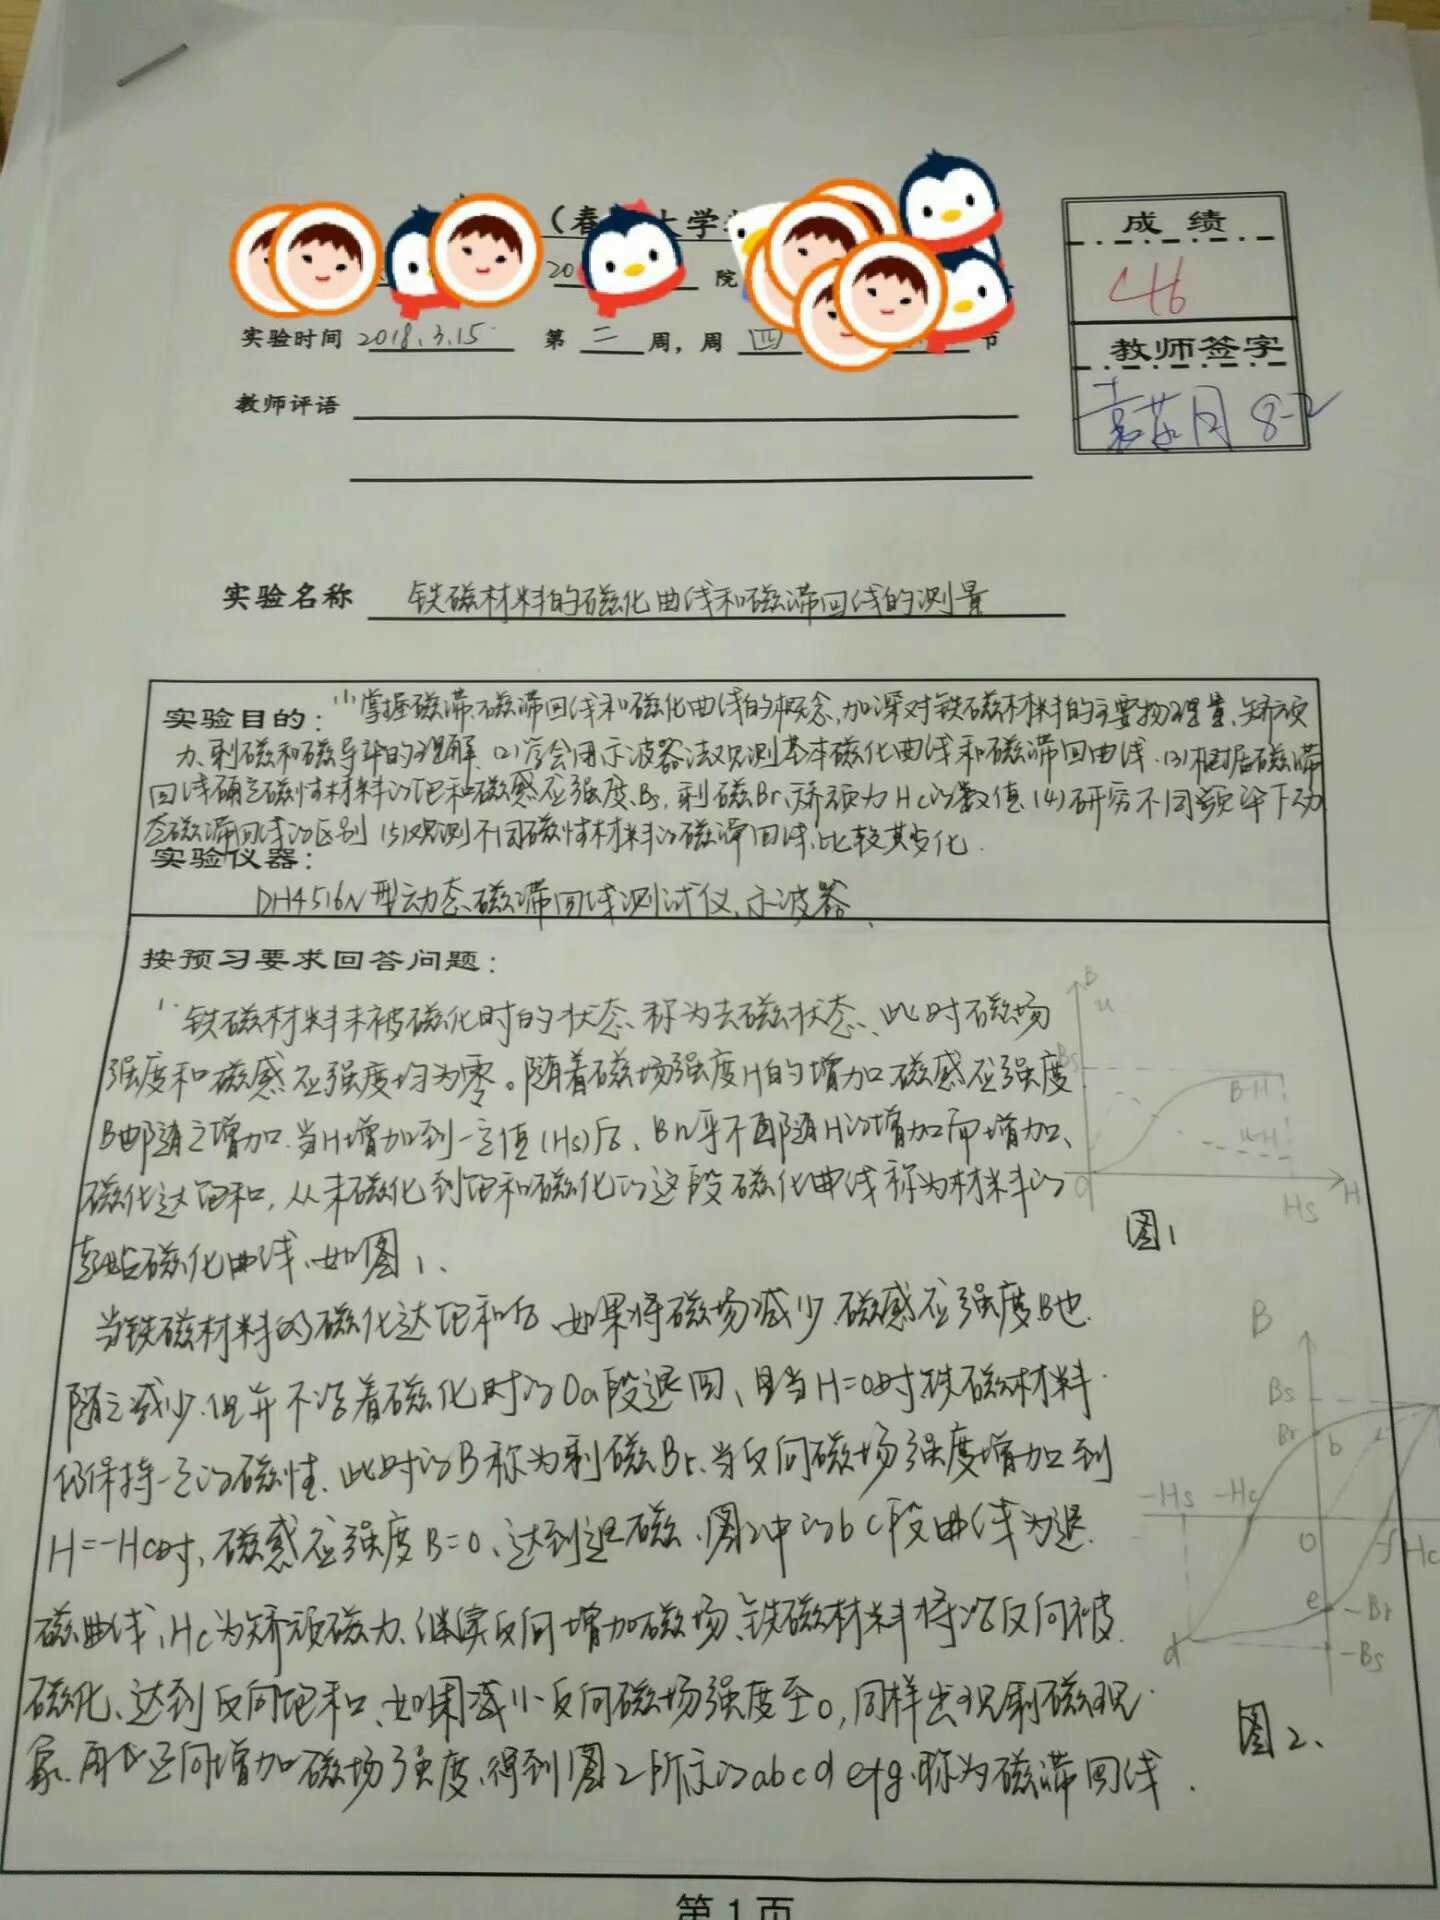 （春 大学
成 绩
20 院
实验时间 2018.3.15. 第 二 周，周 四 节
教师签字
教师评语
8-2
实验名称 铁磁材料的磁化曲线和磁滞回线的测量
实验目的：(1)掌握磁滞、磁滞回线和磁化曲线的概念,加深对铁磁材料的主要物理量、矫顽
力、剩磁和磁导率的理解.(2)学会用示波器法观测基本磁化曲线和磁滞回曲线.(3)根据磁滞
回线确定磁性材料的饱和磁感应强度、Bs,剩磁Br、矫顽力Hc的数值(4)研究不同频率下动
态磁滞回线的区别(5)观测不同磁性材料的磁滞回线,比较其变化.
实验仪器：
DH4516N型动态磁滞回线测试仪、示波器、
按预习要求回答问题：
1. 铁磁材料未被磁化时的状态、称为去磁状态、此时磁场
强度和磁感应强度均为零。随着磁场强度H的增加磁感应强度
B也随之增加.当H增加到一定值(Hs)后、B几乎不再随H的增加而增加、
磁化达饱和,从未磁化到饱和磁化的这段磁化曲线称为材料的
起始磁化曲线、如图1、
B
u
Bs
B-H
u-H
O
Hs
H
图1
当铁磁材料的磁化达饱和后、如果将磁场减少.磁感应强度B也
随之减少.但并不沿着磁化时的Oa段退回、且当H=0时铁磁材料
仍保持一定的磁性.此时的B称为剩磁Br、当反向磁场强度增加到
H=-Hc时,磁感应强度B=0、达到退磁.图2中的bc段曲线为退
磁曲线、Hc为矫顽磁力、继续反向增加磁场、铁磁材料将沿反向被
磁化、达到反向饱和、如果减小反向磁场强度至0,同样出现剩磁现
象.再正向增加磁场强度、得到图2所示的abcdefg.称为磁滞回线.
B
Bs
Br b
-Hs -Hc
O
f Hc
e -Br
d
-Bs
图2、
第 1 页